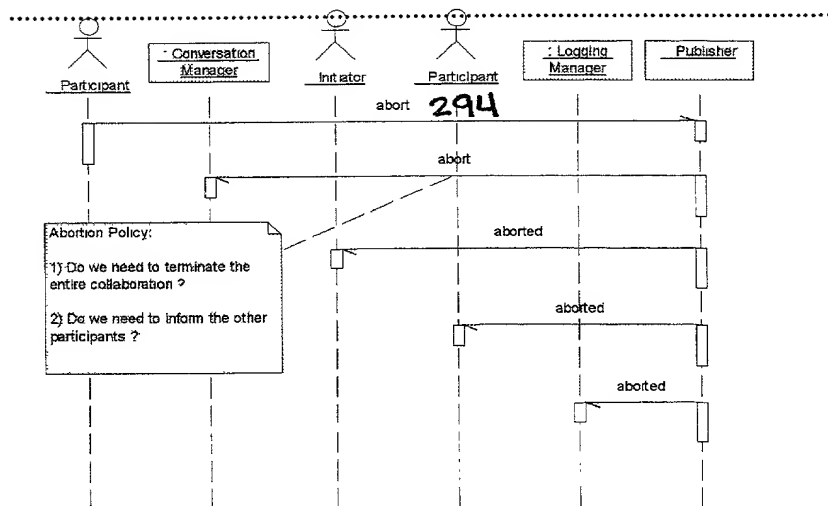 Participant
: Conversation
Manager
Initiator
Participant
: Logging
Manager
Publisher
abort 294
abort
Abortion Policy:
1) Do we need to terminate the
entire collaboration ?
2) Do we need to inform the other
participants ?
aborted
aborted
aborted